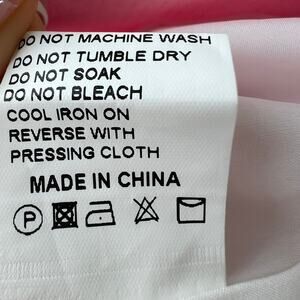 DO NOT MACHINE WASH
DO NOT TUMBLE DRY
DO NOT SOAK
DO NOT BLEACH
COOL IRON ON
REVERSE WITH
PRESSING CLOTH
MADE IN CHINA
P